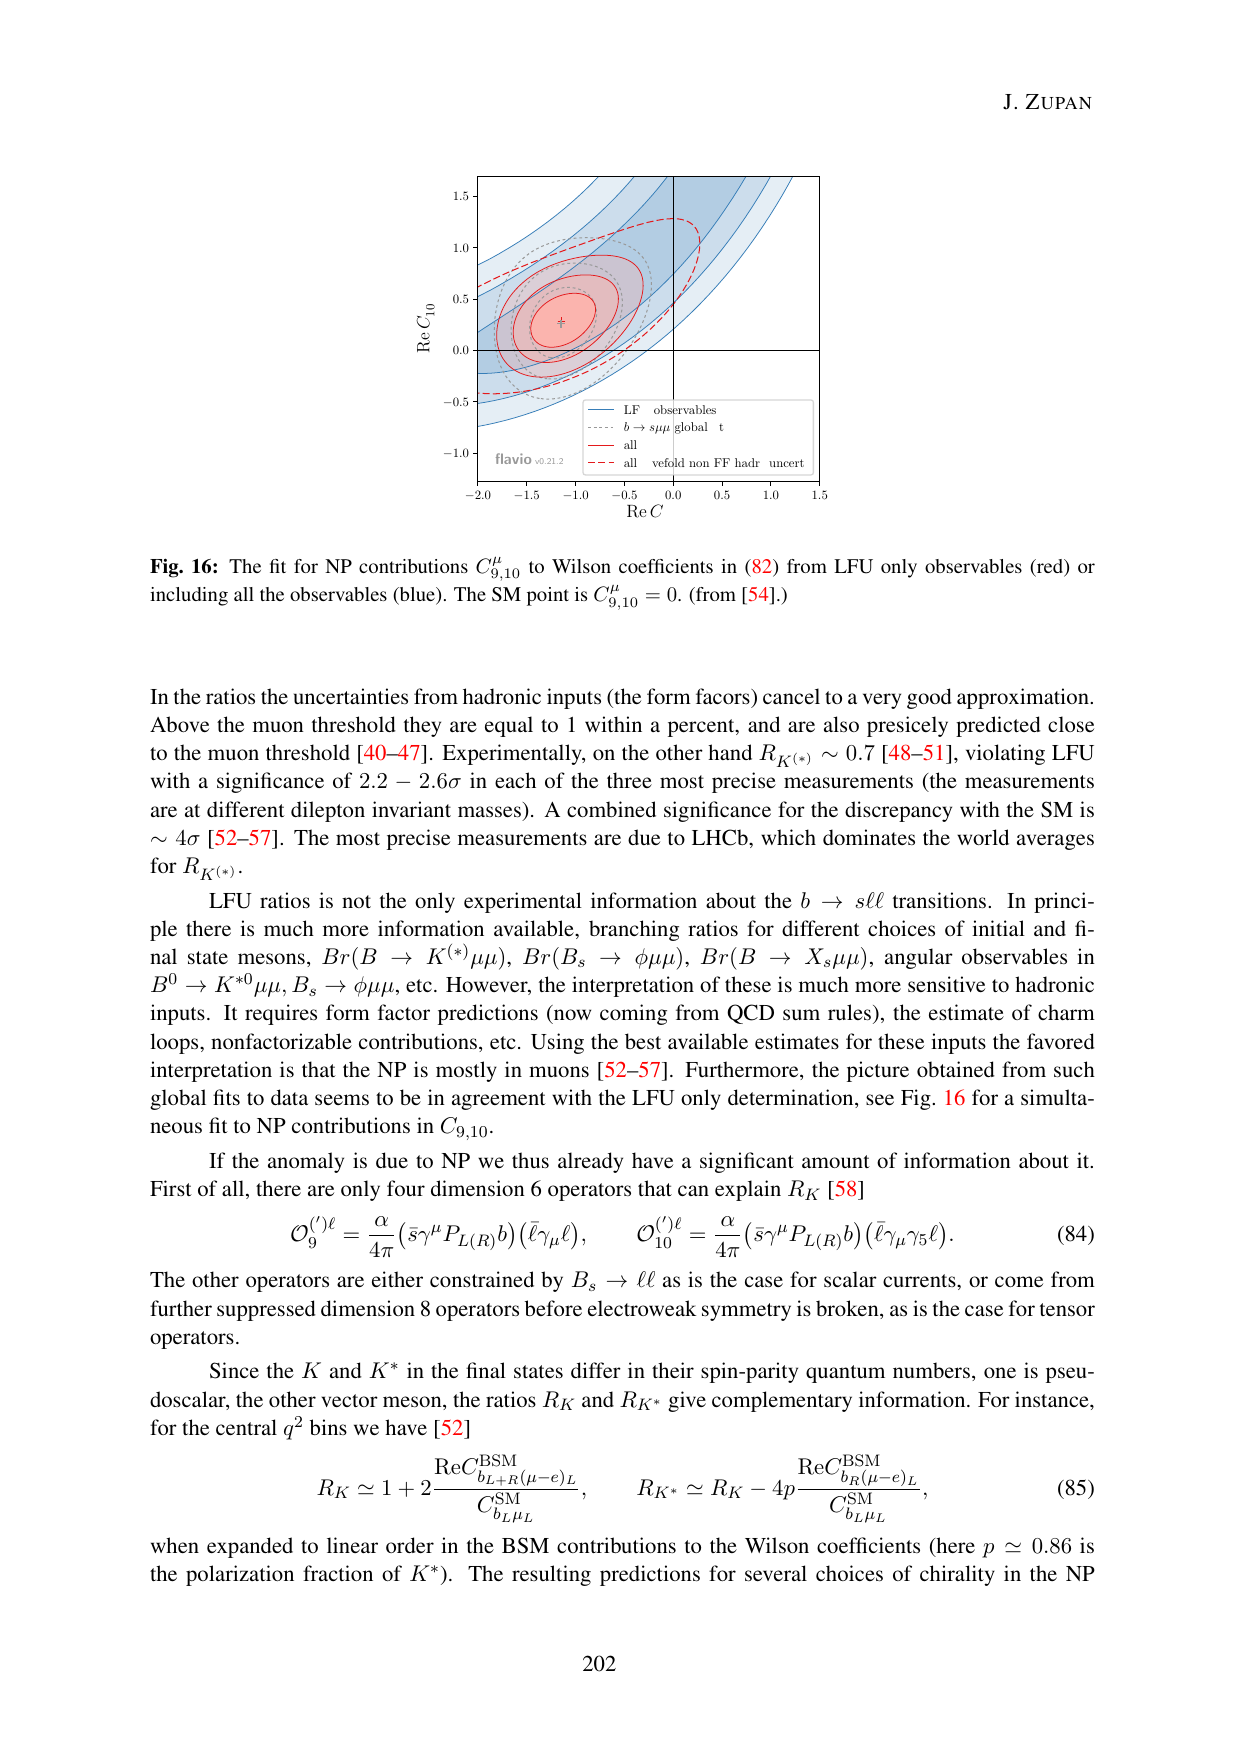 J. ZUPAN
1.5
1.0
0.5
0.0
−0.5
−1.0
Re C10
LF observables
b → sμμ global t
all
all vefold non FF hadr uncert
flavio v0.21.2
−2.0 −1.5 −1.0 −0.5 0.0 0.5 1.0 1.5
Re C
Fig. 16: The fit for NP contributions C^μ_{9,10} to Wilson coefficients in (82) from LFU only observables (red) or
including all the observables (blue). The SM point is C^μ_{9,10} = 0. (from [54].)
In the ratios the uncertainties from hadronic inputs (the form facors) cancel to a very good approximation.
Above the muon threshold they are equal to 1 within a percent, and are also presicely predicted close
to the muon threshold [40–47]. Experimentally, on the other hand R_{K^{(*)}} ∼ 0.7 [48–51], violating LFU
with a significance of 2.2 − 2.6σ in each of the three most precise measurements (the measurements
are at different dilepton invariant masses). A combined significance for the discrepancy with the SM is
∼ 4σ [52–57]. The most precise measurements are due to LHCb, which dominates the world averages
for R_{K^{(*)}}.
LFU ratios is not the only experimental information about the b → sℓℓ transitions. In princi-
ple there is much more information available, branching ratios for different choices of initial and fi-
nal state mesons, Br(B → K^{(*)}μμ), Br(B_s → φμμ), Br(B → X_sμμ), angular observables in
B^0 → K^{*0}μμ, B_s → φμμ, etc. However, the interpretation of these is much more sensitive to hadronic
inputs. It requires form factor predictions (now coming from QCD sum rules), the estimate of charm
loops, nonfactorizable contributions, etc. Using the best available estimates for these inputs the favored
interpretation is that the NP is mostly in muons [52–57]. Furthermore, the picture obtained from such
global fits to data seems to be in agreement with the LFU only determination, see Fig. 16 for a simulta-
neous fit to NP contributions in C_{9,10}.
If the anomaly is due to NP we thus already have a significant amount of information about it.
First of all, there are only four dimension 6 operators that can explain R_K [58]
O_9^{(′)ℓ} = α/4π (s̄γ^μ P_{L(R)} b)(ℓ̄γ_μ ℓ), O_{10}^{(′)ℓ} = α/4π (s̄γ^μ P_{L(R)} b)(ℓ̄γ_μ γ_5 ℓ). (84)
The other operators are either constrained by B_s → ℓℓ as is the case for scalar currents, or come from
further suppressed dimension 8 operators before electroweak symmetry is broken, as is the case for tensor
operators.
Since the K and K^* in the final states differ in their spin-parity quantum numbers, one is pseu-
doscalar, the other vector meson, the ratios R_K and R_{K^*} give complementary information. For instance,
for the central q^2 bins we have [52]
R_K ≃ 1 + 2 ReC^{BSM}_{b_{L+R}(μ−e)_L} / C^{SM}_{b_Lμ_L}, R_{K^*} ≃ R_K − 4p ReC^{BSM}_{b_R(μ−e)_L} / C^{SM}_{b_Lμ_L}, (85)
when expanded to linear order in the BSM contributions to the Wilson coefficients (here p ≃ 0.86 is
the polarization fraction of K^*). The resulting predictions for several choices of chirality in the NP
202